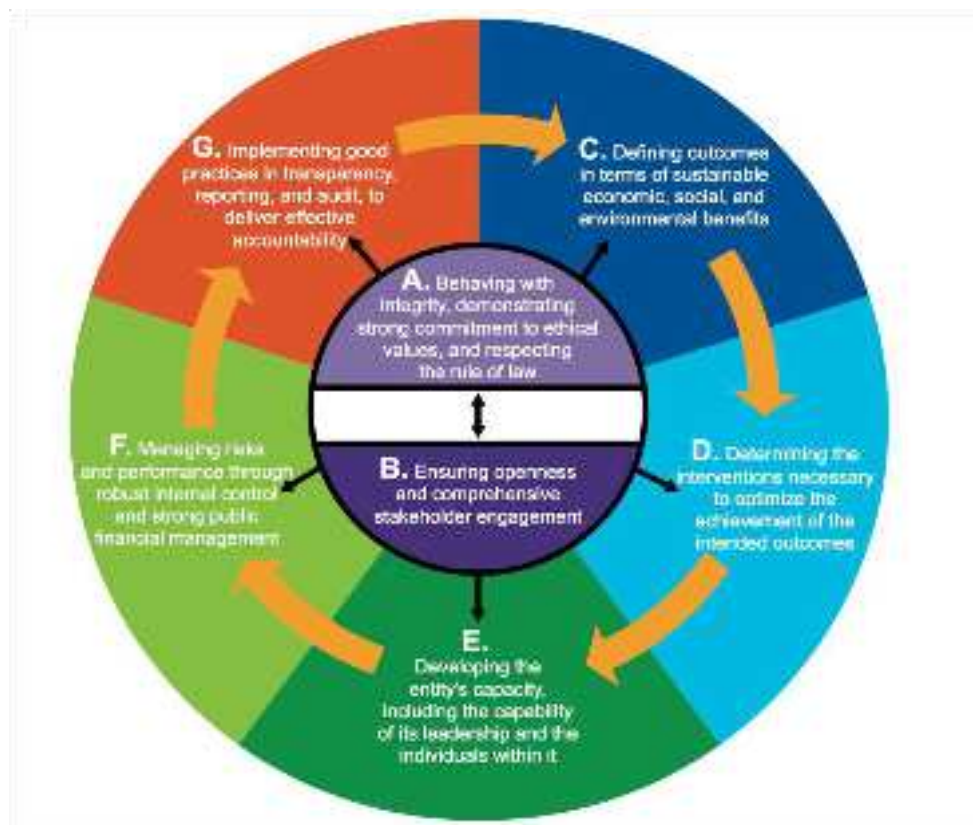 G. Implementing good
practices in transparency,
reporting, and audit, to
deliver effective
accountability
C. Defining outcomes
in terms of sustainable
economic, social, and
environmental benefits
A. Behaving with
integrity, demonstrating
strong commitment to ethical
values, and respecting
the rule of law
F. Managing risks
and performance through
robust internal control
and strong public
financial management
B. Ensuring openness
and comprehensive
stakeholder engagement
D. Determining the
interventions necessary
to optimize the
achievement of the
intended outcomes
E.
Developing the
entity's capacity,
including the capability
of its leadership and the
individuals within it